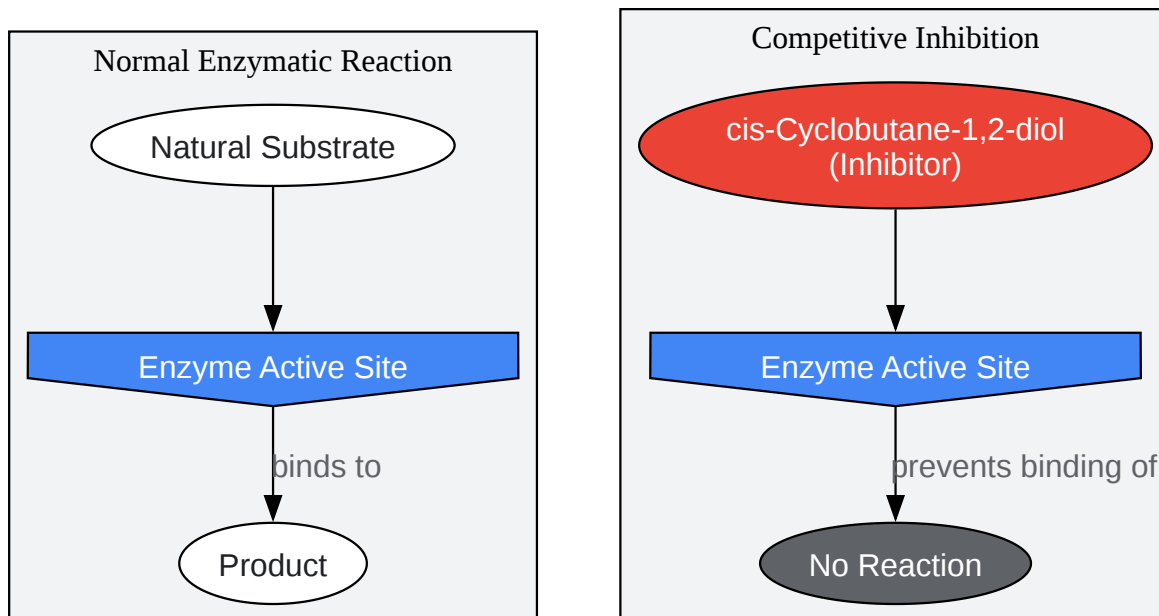 Normal Enzymatic Reaction
Natural Substrate
Enzyme Active Site
binds to
Product
Competitive Inhibition
cis-Cyclobutane-1,2-diol
(Inhibitor)
Enzyme Active Site
prevents binding of
No Reaction